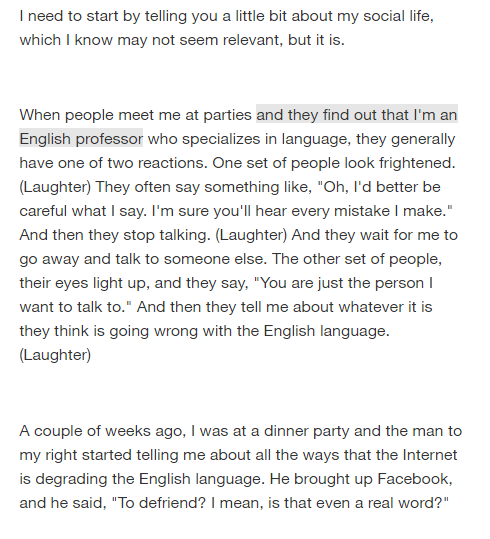 I need to start by telling you a little bit about my social life,
which I know may not seem relevant, but it is.
When people meet me at parties and they find out that I'm an
English professor who specializes in language, they generally
have one of two reactions. One set of people look frightened.
(Laughter) They often say something like, "Oh, I'd better be
careful what I say. I'm sure you'll hear every mistake I make."
And then they stop talking. (Laughter) And they wait for me to
go away and talk to someone else. The other set of people,
their eyes light up, and they say, "You are just the person I
want to talk to." And then they tell me about whatever it is
they think is going wrong with the English language.
(Laughter)
A couple of weeks ago, I was at a dinner party and the man to
my right started telling me about all the ways that the Internet
is degrading the English language. He brought up Facebook,
and he said, "To defriend? I mean, is that even a real word?"